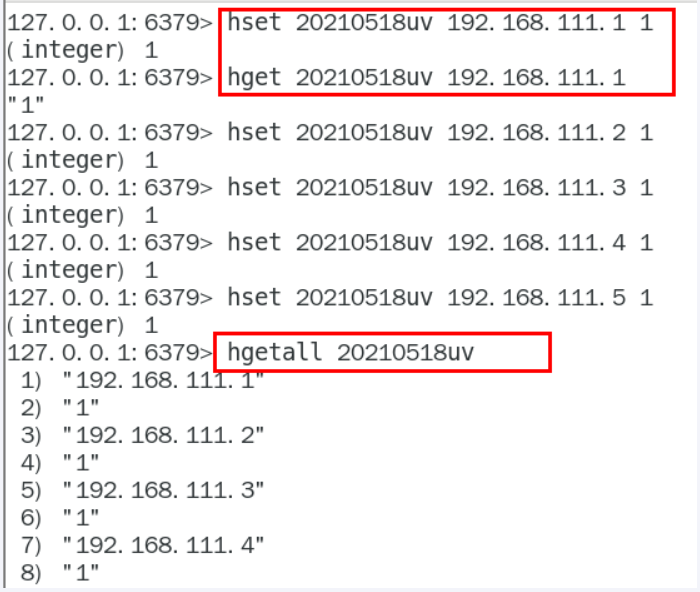 127.0.0.1:6379> hset 20210518uv 192.168.111.1 1
(integer) 1
127.0.0.1:6379> hget 20210518uv 192.168.111.1
"1"
127.0.0.1:6379> hset 20210518uv 192.168.111.2 1
(integer) 1
127.0.0.1:6379> hset 20210518uv 192.168.111.3 1
(integer) 1
127.0.0.1:6379> hset 20210518uv 192.168.111.4 1
(integer) 1
127.0.0.1:6379> hset 20210518uv 192.168.111.5 1
(integer) 1
127.0.0.1:6379> hgetall 20210518uv
1) "192.168.111.1"
2) "1"
3) "192.168.111.2"
4) "1"
5) "192.168.111.3"
6) "1"
7) "192.168.111.4"
8) "1"